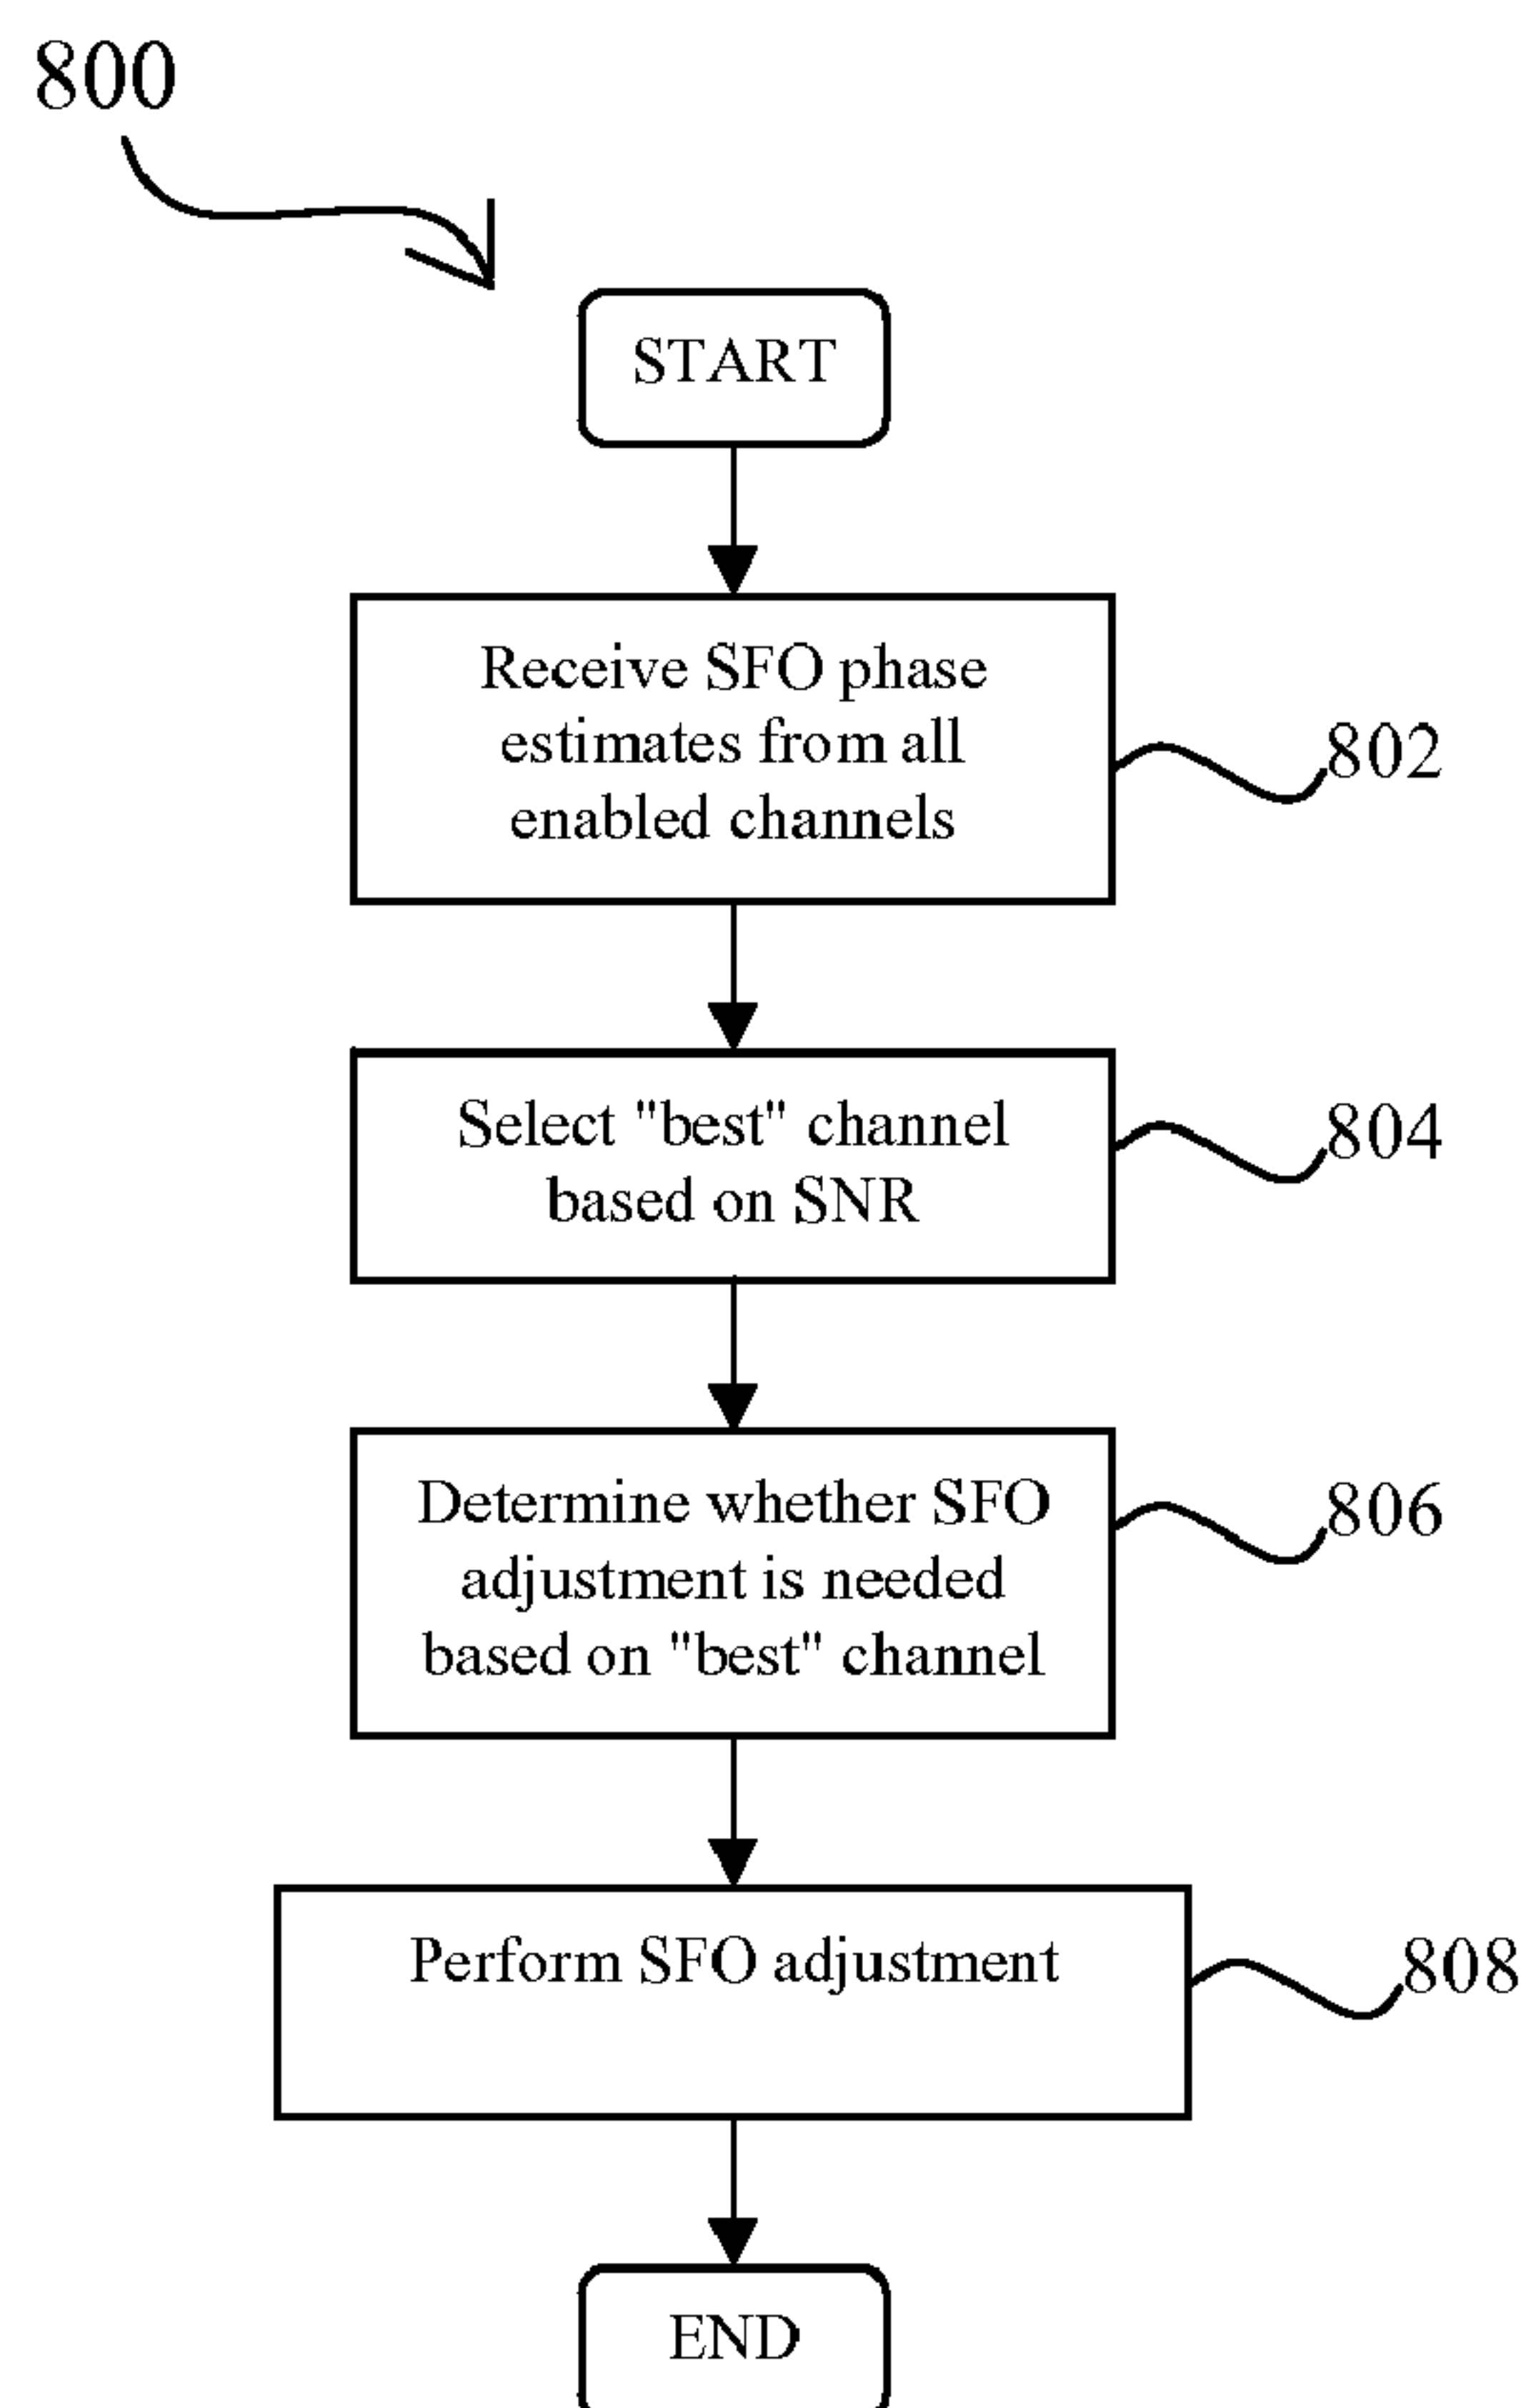 800
START
Receive SFO phase
estimates from all
enabled channels
802
Select "best" channel
based on SNR
804
Determine whether SFO
adjustment is needed
based on "best" channel
806
Perform SFO adjustment
808
END